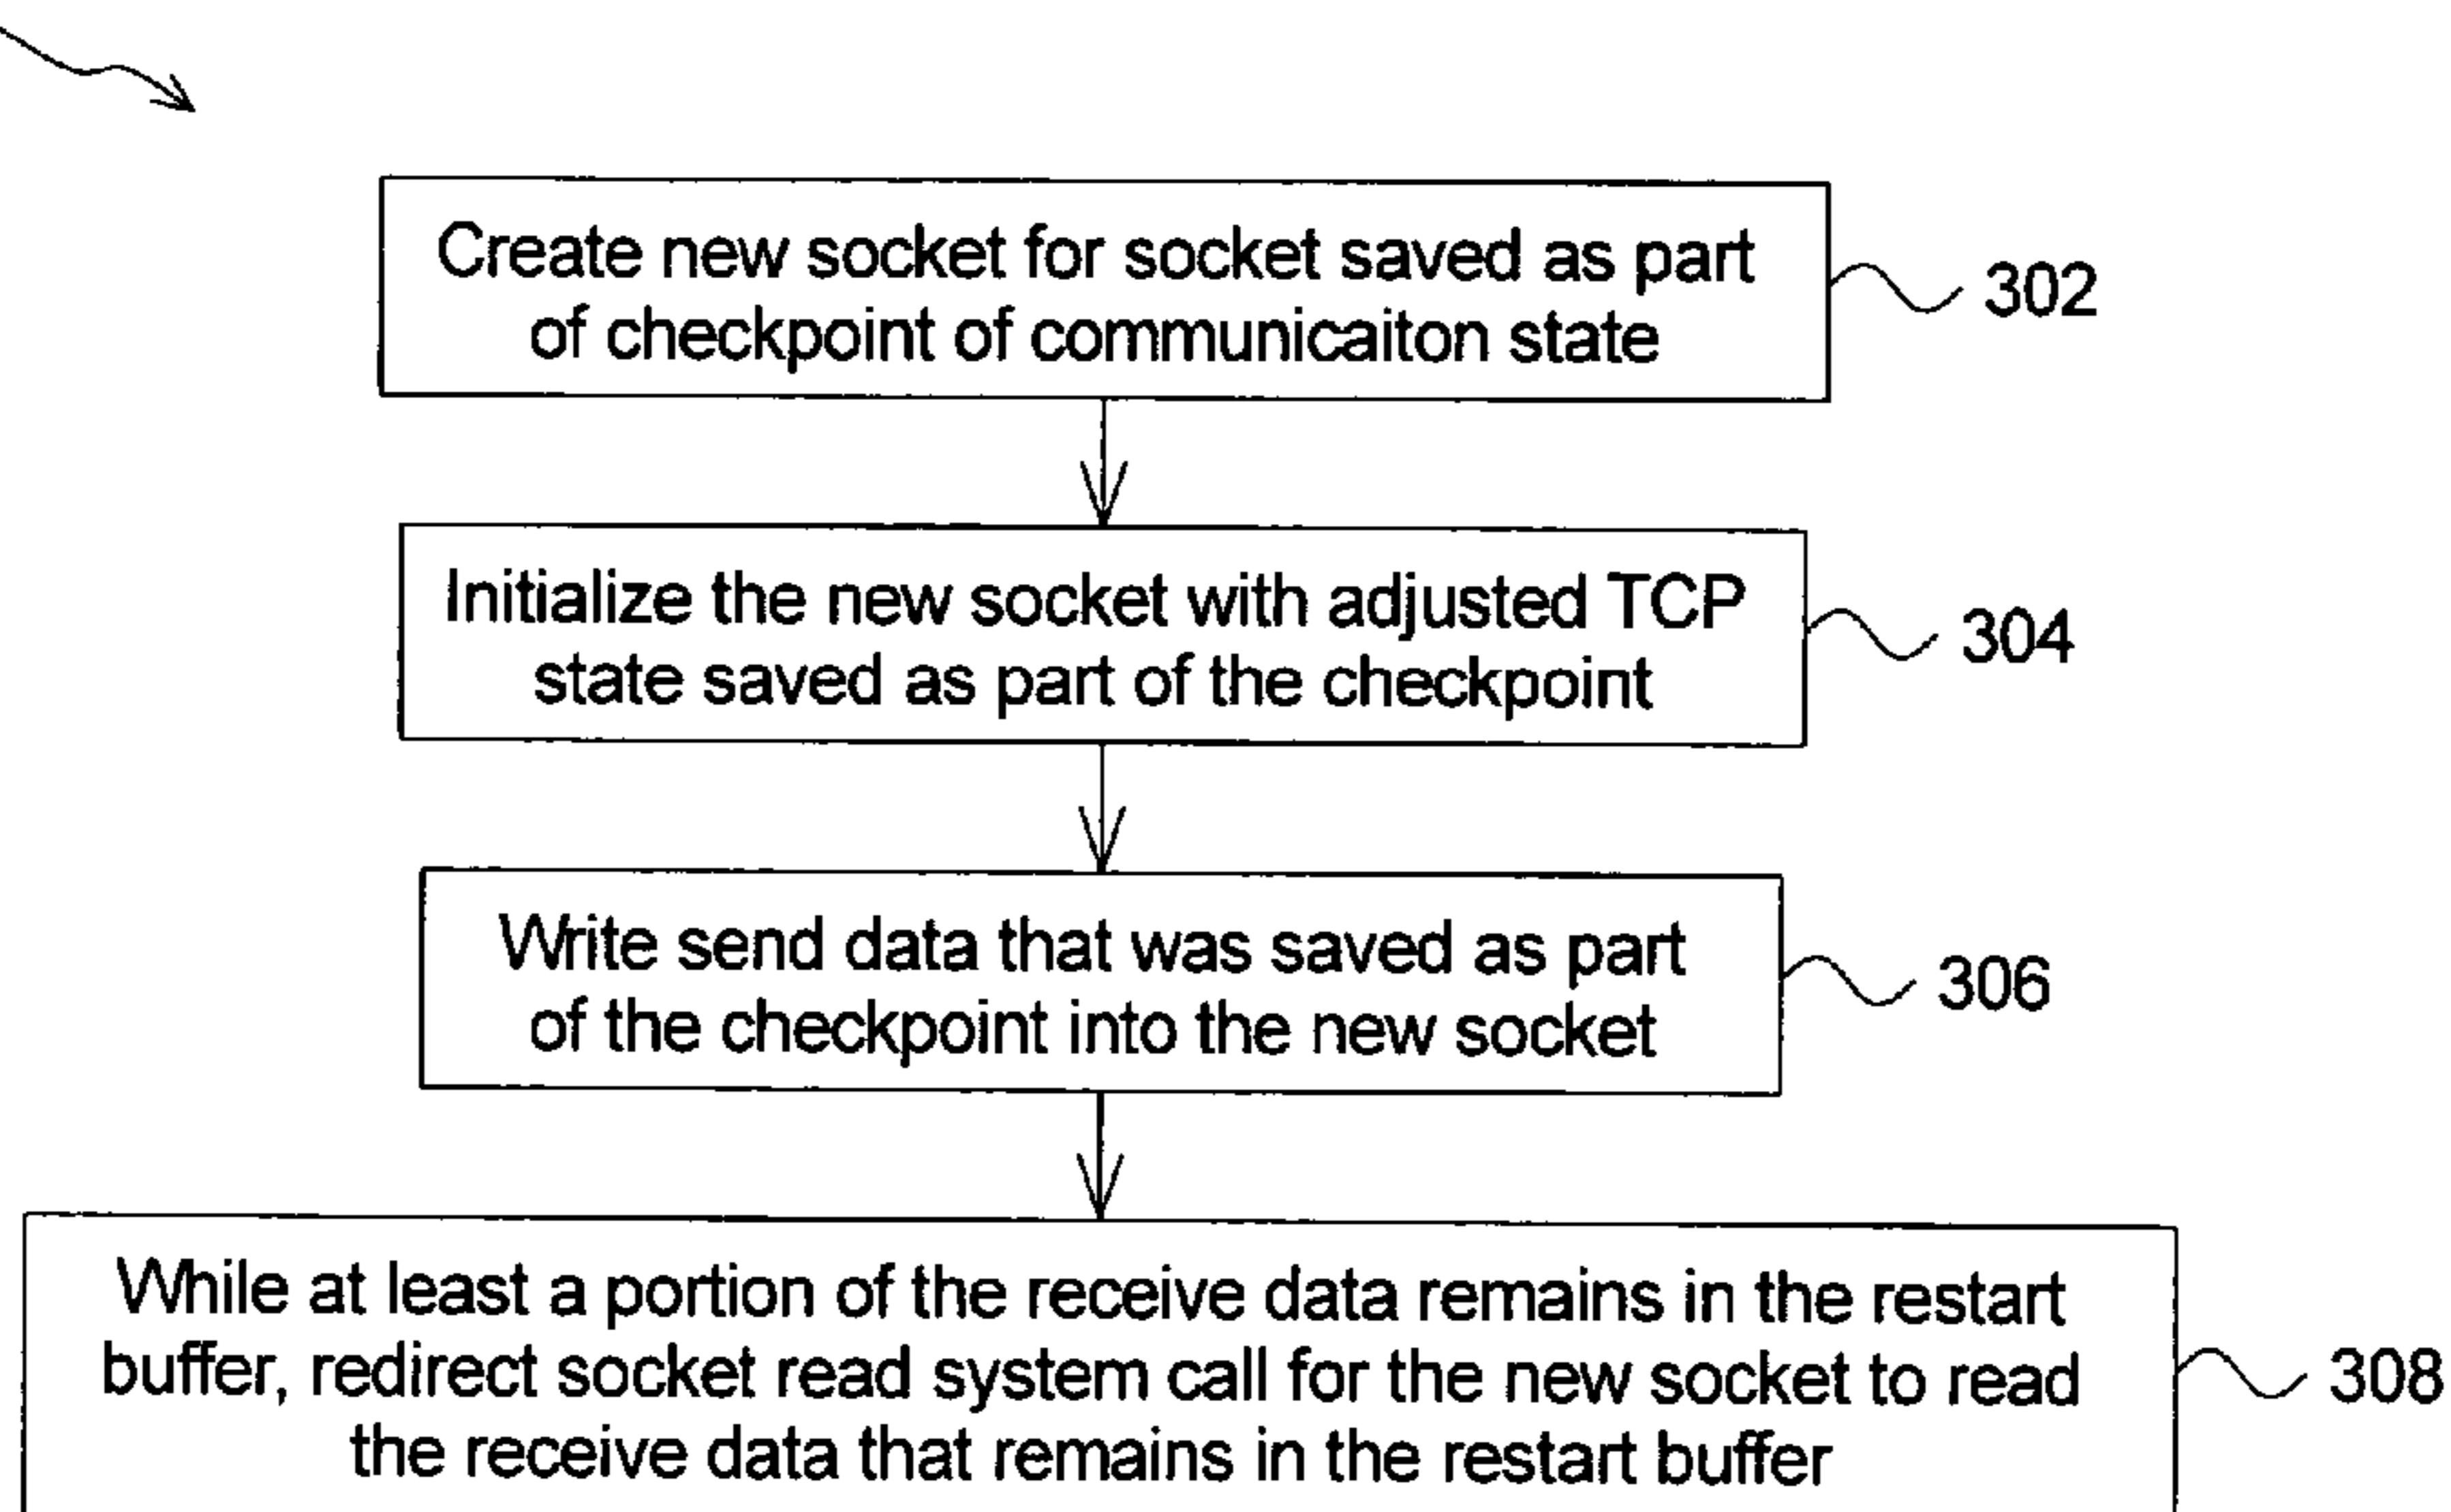 Create new socket for socket saved as part
of checkpoint of communicaiton state
302
Initialize the new socket with adjusted TCP
state saved as part of the checkpoint
304
Write send data that was saved as part
of the checkpoint into the new socket
306
While at least a portion of the receive data remains in the restart
buffer, redirect socket read system call for the new socket to read
the receive data that remains in the restart buffer
308